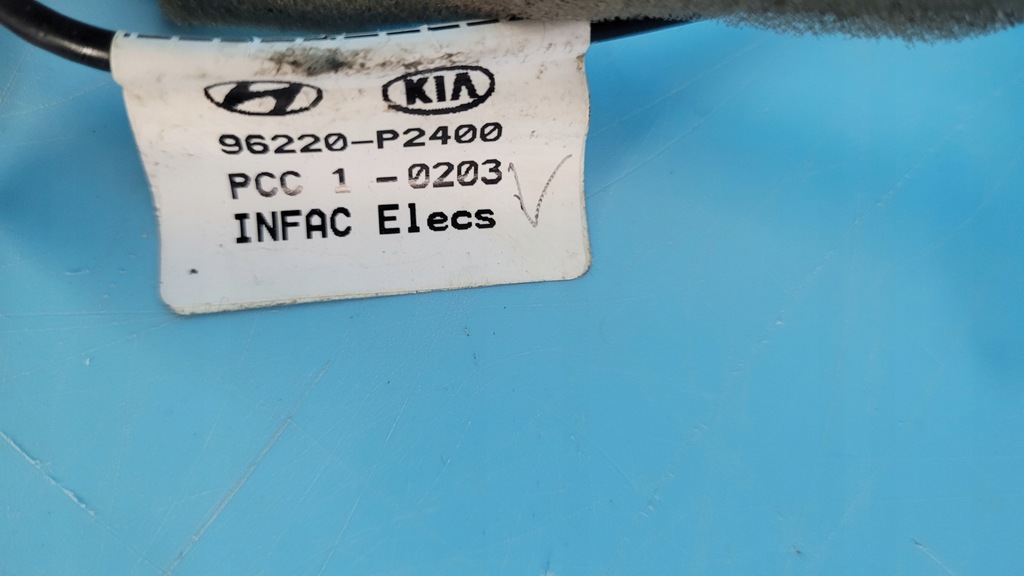 KIA
96220-P2400
PCC 1 -0203
INFAC Elecs